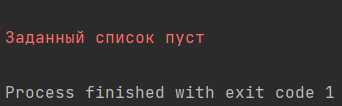 Заданный список пуст
Process finished with exit code 1